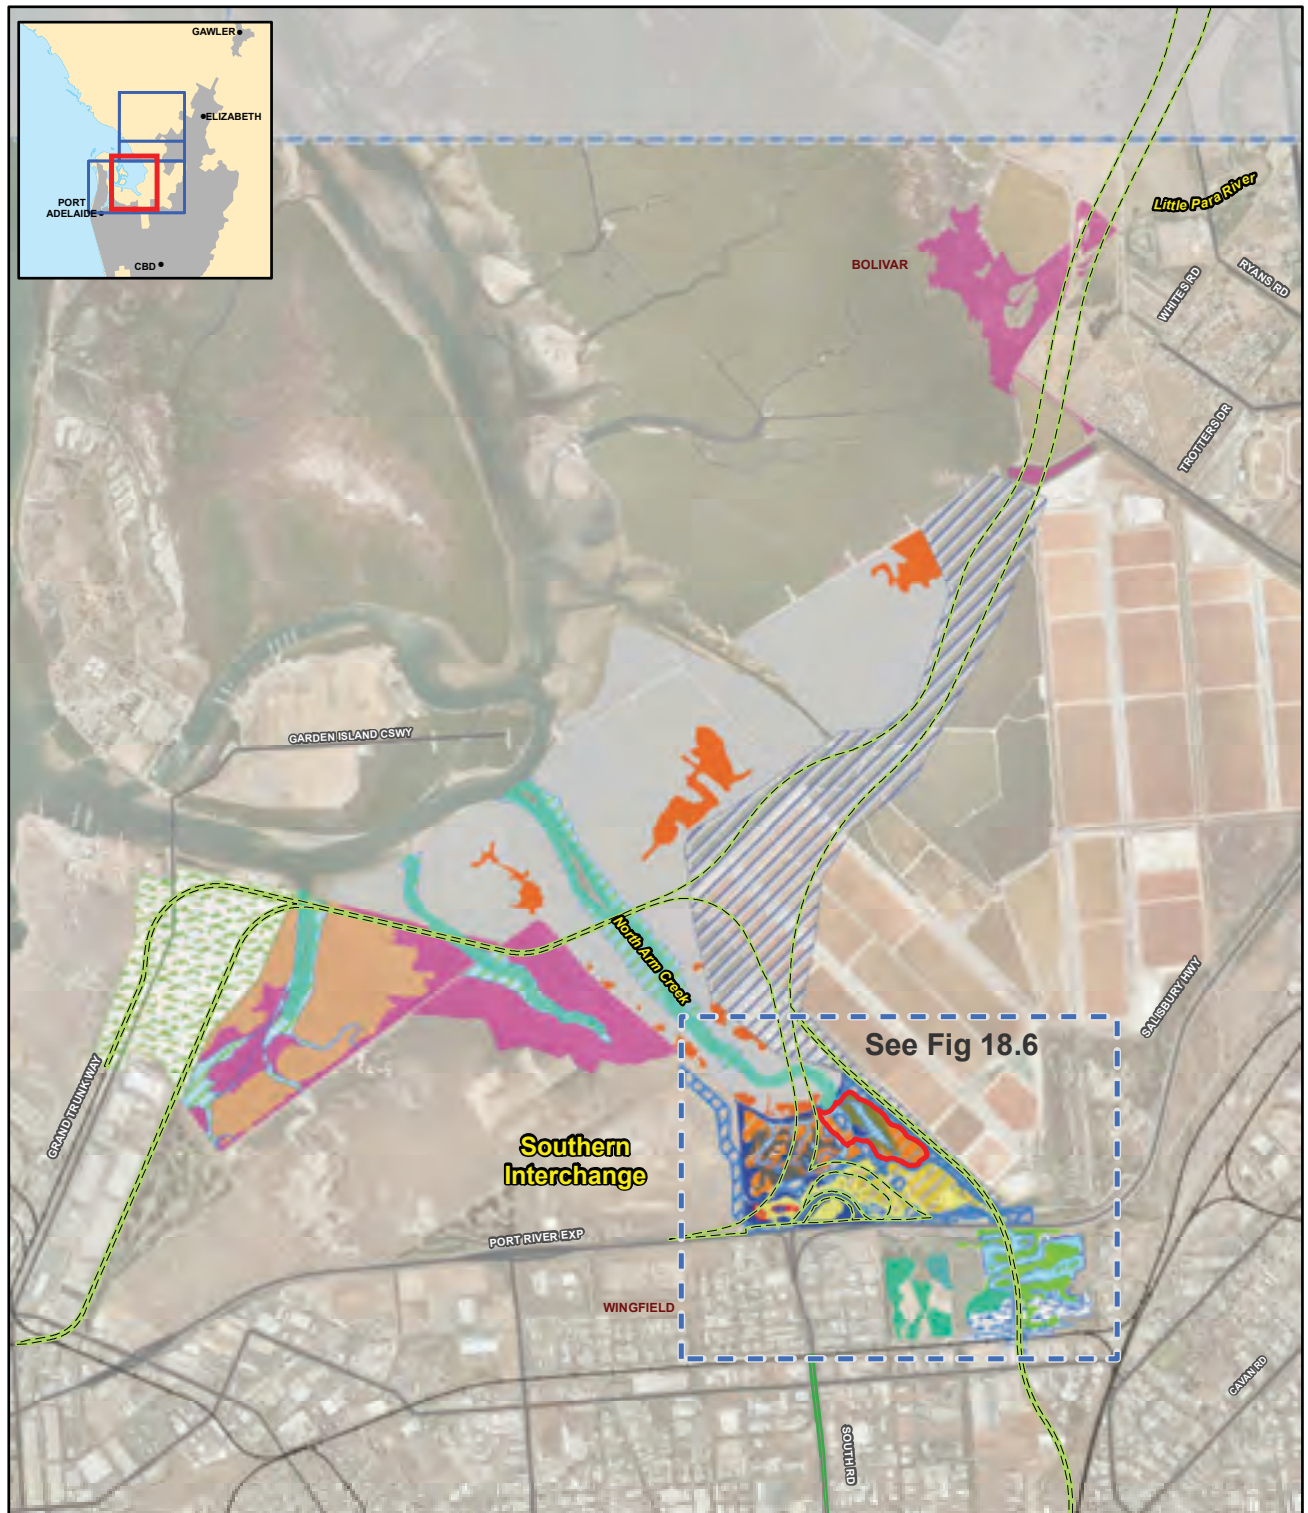 GAWLER
ELIZABETH
PORT
ADELAIDE
CBD
Little Para River
BOLIVAR
WHITES RD
RYANS RD
TROTTERS DR
GARDEN ISLAND CSWY
North Arm Creek
SALISBURY HWY
See Fig 18.6
GRAND TRUNKWAY
Southern
Interchange
PORT RIVER EXP
WINGFIELD
CAVAN RD
SOUTH RD